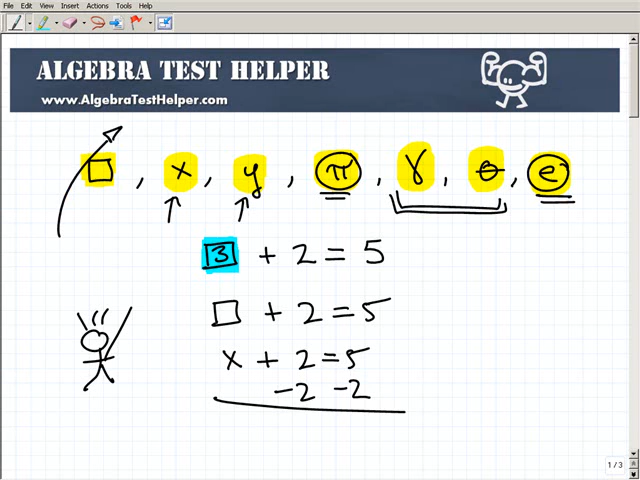 File Edit View Insert Actions Tools Help
ALGEBRA TEST HELPER
www.AlgebraTestHelper.com
□, x, y, π, γ, θ, e
3 + 2 = 5
□ + 2 = 5
x + 2 = 5
-2 -2
1/3